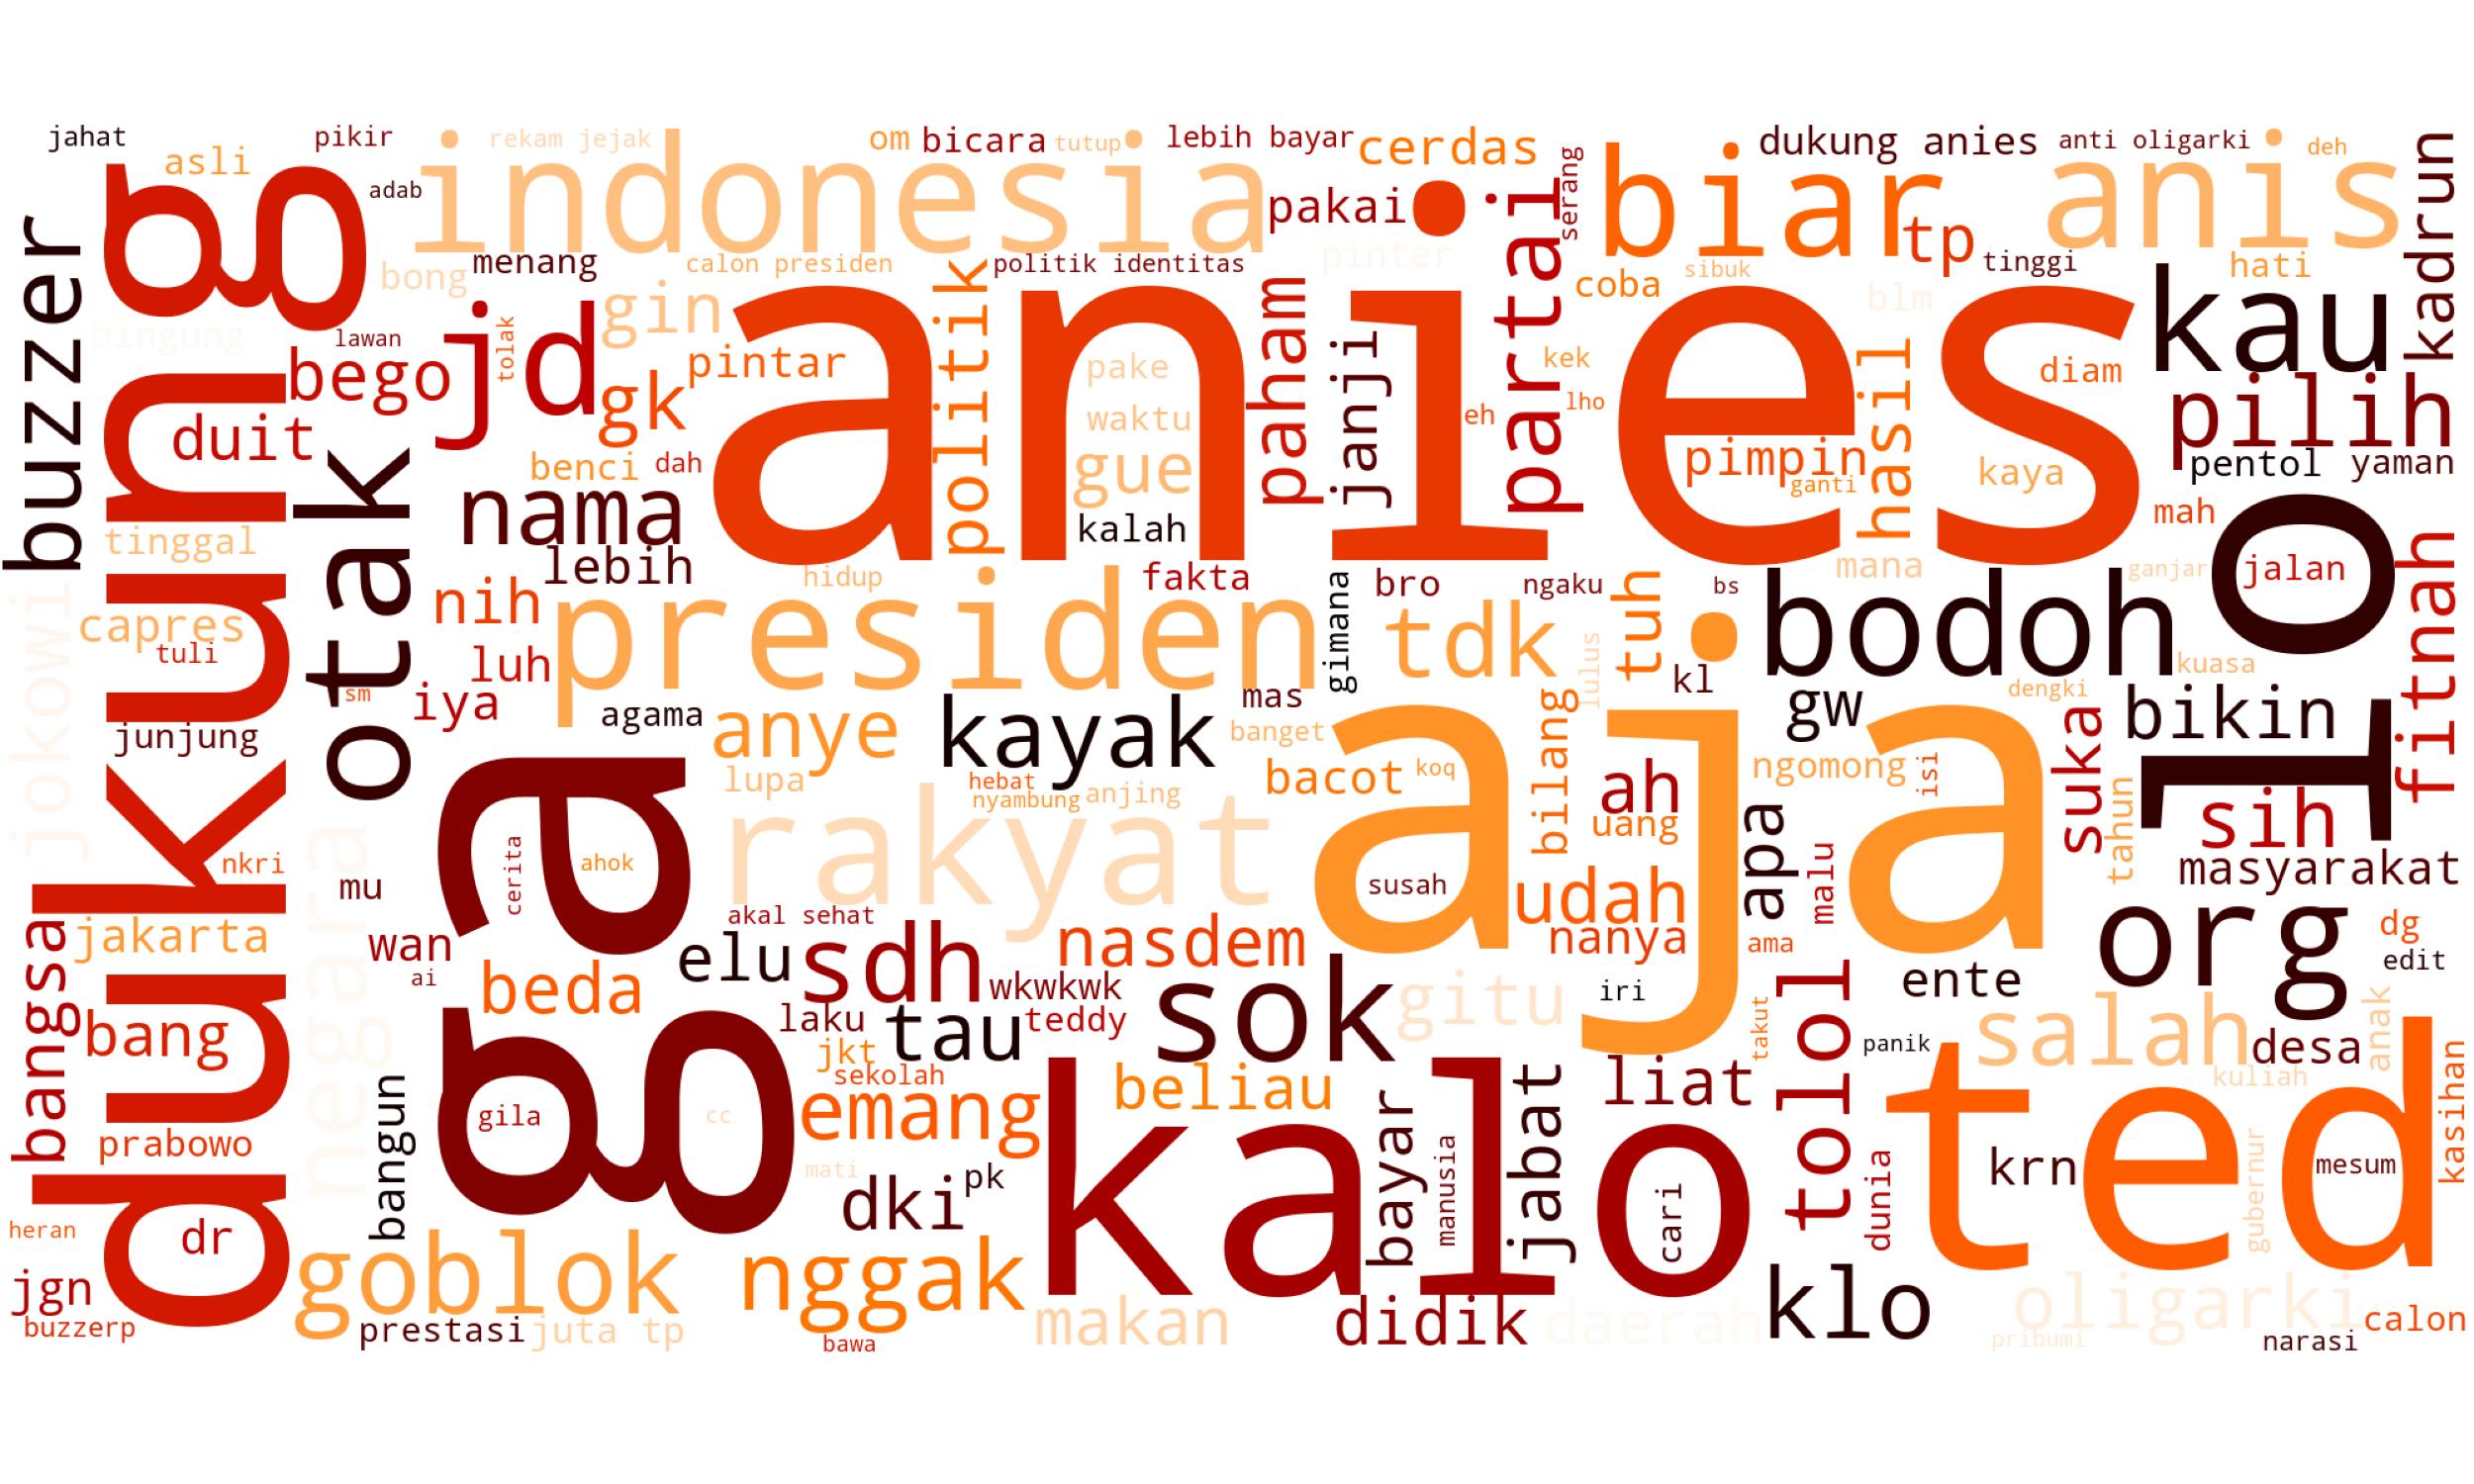 jahat
pikir
rekam jejak
om
bicara
tutup
lebih bayar
cerdas
dukung anies
anti oligarki
deh
asli
adab
indonesia
pakai
partai
serang
biar
tp
anis
kadrun
buzzer
dukung
bong
menang
calon presiden
politik
politik identitas
pinter
coba
sibuk
tinggi
hati
bingung
lawan
tolak
jd
gin
anies
paham
janji
blm
kau
bego
gk
pintar
pake
kek
hasil
diam
pilih
duit
otak
benci
dah
waktu
eh
lho
pimpin
ganti
kaya
pentol
yaman
nama
gue
kalah
mah
lo
tinggal
lebih
hidup
fakta
gimana
bro
ngaku
tuh
bs
mana
ganjar
jalan
fitnah
jokowi
capres
tuli
nih
luh
presiden
tdk
lulus
bodoh
kuasa
sm
iya
agama
mas
kl
gw
dengki
junjung
anye
kayak
banget
bilang
suka
bikin
lupa
hebat
nyambung
anjing
bacot
koq
aja
ah
uang
ngomong
isi
tahun
sih
negara
nkri
mu
cerita
ahok
ga
rakyat
susah
udah
apa
malu
masyarakat
bangsa
jakarta
wan
ai
akal sehat
elu
sdh
nasdem
nanya
ama
org
dg
edit
bang
beda
wkwkwk
laku
tau
teddy
sok
gitu
iri
takut
tolol
ente
panik
salah
desa
anak
jkt
sekolah
bangun
gila
cc
emang
beliau
bayar
manusia
jabat
liat
ted
kuliah
kasihan
prabowo
mati
dki
pk
kalo
cari
dunia
krn
gubernur
mesum
heran
dr
jgn
buzzerp
goblok
prestasi
juta tp
nggak
bawa
makan
didik
daerah
klo
oligarki
pribumi
calon
narasi